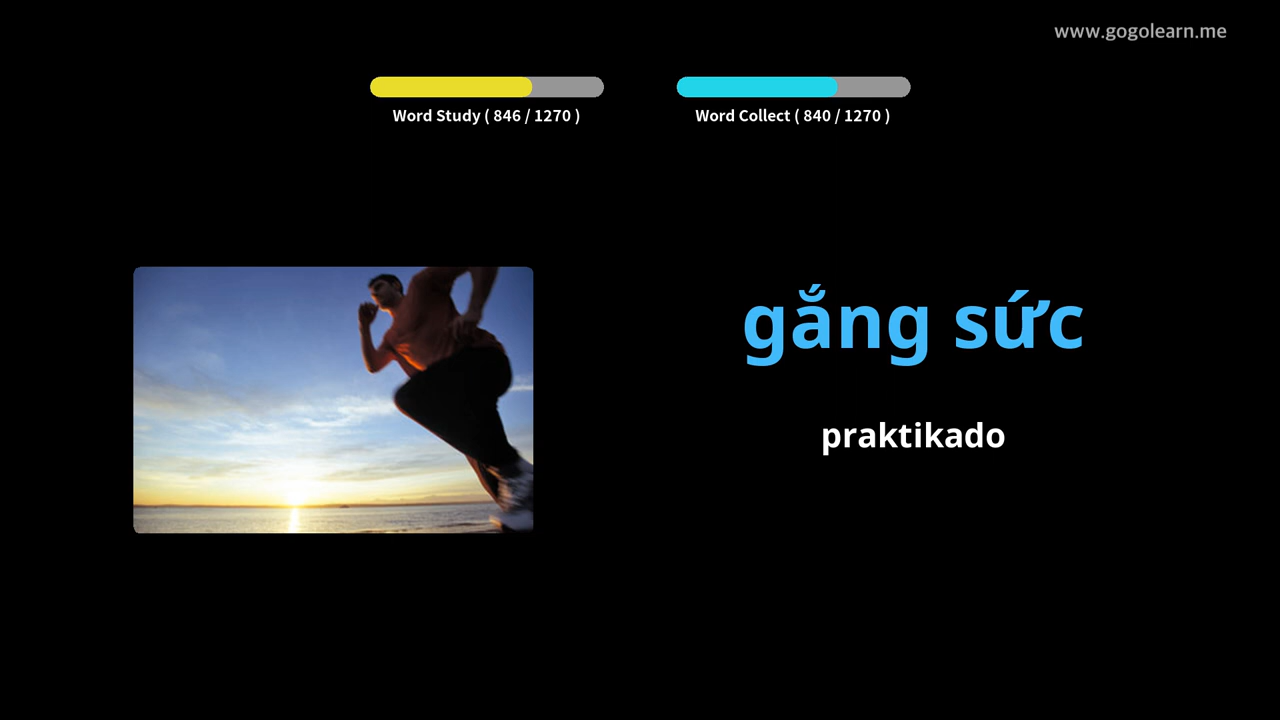 www.gogolearn.me
Word Study ( 846 / 1270 )
Word Collect ( 840 / 1270 )
gắng sức
praktikado